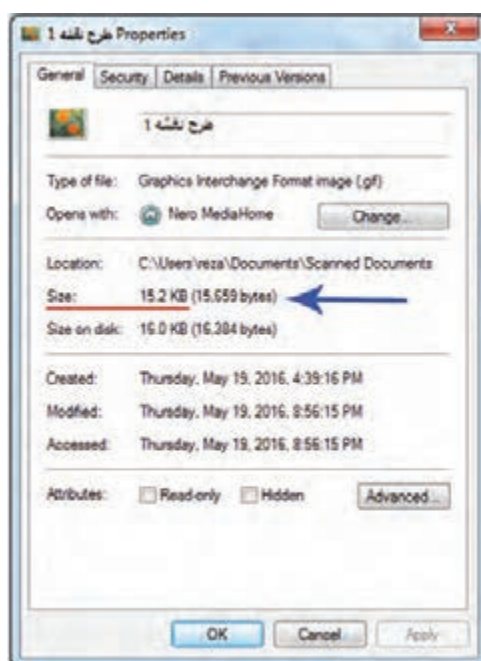 طرح نقشه 1 Properties
General Security Details Previous Versions
طرح نقشه 1
Type of file: Graphics Interchange Format image (.gif)
Opens with: Nero MediaHome Change...
Location: C:\Users\reza\Documents\Scanned Documents
Size: 15.2 KB (15,659 bytes)
Size on disk: 16.0 KB (16,384 bytes)
Created: Thursday, May 19, 2016, 4:39:16 PM
Modified: Thursday, May 19, 2016, 8:56:15 PM
Accessed: Thursday, May 19, 2016, 8:56:15 PM
Attributes: Read-only Hidden Advanced...
OK Cancel Apply